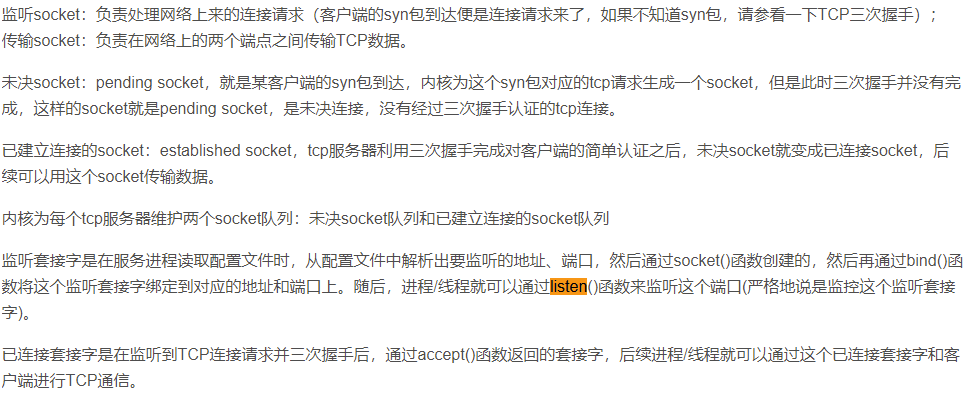 监听socket：负责处理网络上来的连接请求（客户端的syn包到达便是连接请求来了，如果不知道syn包，请参看一下TCP三次握手）；
传输socket：负责在网络上的两个端点之间传输TCP数据。
未决socket：pending socket，就是某客户端的syn包到达，内核为这个syn包对应的tcp请求生成一个socket，但是此时三次握手并没有完
成，这样的socket就是pending socket，是未决连接，没有经过三次握手认证的tcp连接。
已建立连接的socket：established socket，tcp服务器利用三次握手完成对客户端的简单认证之后，未决socket就变成已连接socket，后
续可以用这个socket传输数据。
内核为每个tcp服务器维护两个socket队列：未决socket队列和已建立连接的socket队列
监听套接字是在服务进程读取配置文件时，从配置文件中解析出要监听的地址、端口，然后通过socket()函数创建的，然后再通过bind()函
数将这个监听套接字绑定到对应的地址和端口上。随后，进程/线程就可以通过listen()函数来监听这个端口(严格地说是监控这个监听套接
字)。
已连接套接字是在监听到TCP连接请求并三次握手后，通过accept()函数返回的套接字，后续进程/线程就可以通过这个已连接套接字和客
户端进行TCP通信。